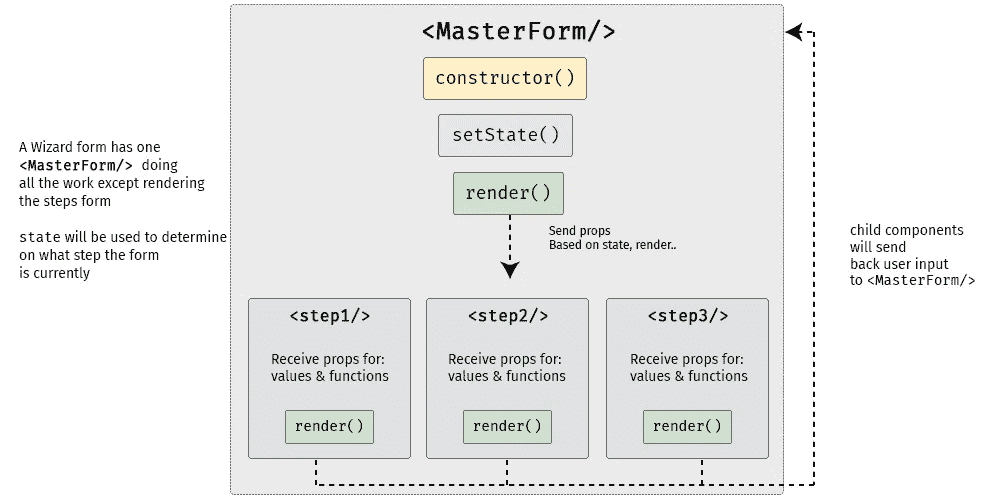 <MasterForm/>
constructor()
setState()
render()
A Wizard form has one
<MasterForm/> doing
all the work except rendering
the steps form
state will be used to determine
on what step the form
is currently
Send props
Based on state, render..
child components
will send
back user input
to <MasterForm/>
<step1/>
Receive props for:
values & functions
render()
<step2/>
Receive props for:
values & functions
render()
<step3/>
Receive props for:
values & functions
render()